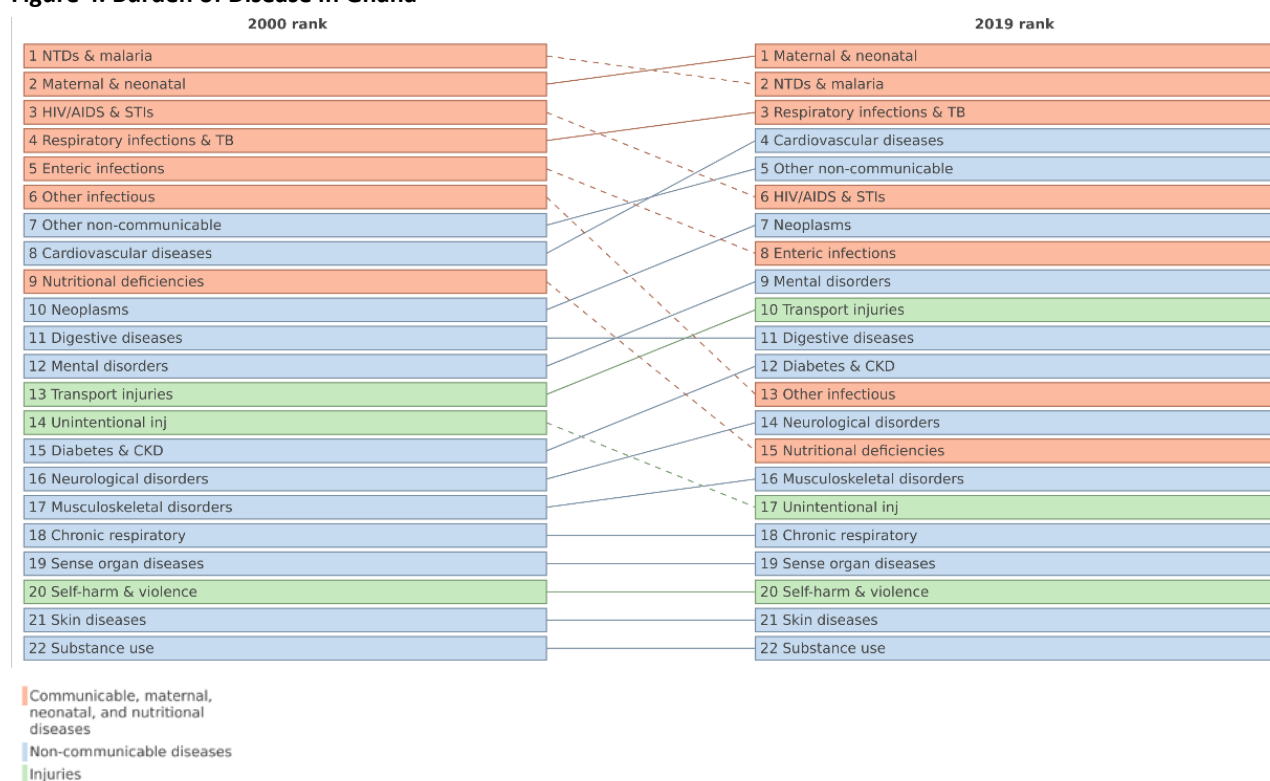 2000 rank
2019 rank
1 NTDs & malaria
2 Maternal & neonatal
3 HIV/AIDS & STIs
4 Respiratory infections & TB
5 Enteric infections
6 Other infectious
7 Other non-communicable
8 Cardiovascular diseases
9 Nutritional deficiencies
10 Neoplasms
11 Digestive diseases
12 Mental disorders
13 Transport injuries
14 Unintentional inj
15 Diabetes & CKD
16 Neurological disorders
17 Musculoskeletal disorders
18 Chronic respiratory
19 Sense organ diseases
20 Self-harm & violence
21 Skin diseases
22 Substance use
1 Maternal & neonatal
2 NTDs & malaria
3 Respiratory infections & TB
4 Cardiovascular diseases
5 Other non-communicable
6 HIV/AIDS & STIs
7 Neoplasms
8 Enteric infections
9 Mental disorders
10 Transport injuries
11 Digestive diseases
12 Diabetes & CKD
13 Other infectious
14 Neurological disorders
15 Nutritional deficiencies
16 Musculoskeletal disorders
17 Unintentional inj
18 Chronic respiratory
19 Sense organ diseases
20 Self-harm & violence
21 Skin diseases
22 Substance use
Communicable, maternal,
neonatal, and nutritional
diseases
Non-communicable diseases
Injuries